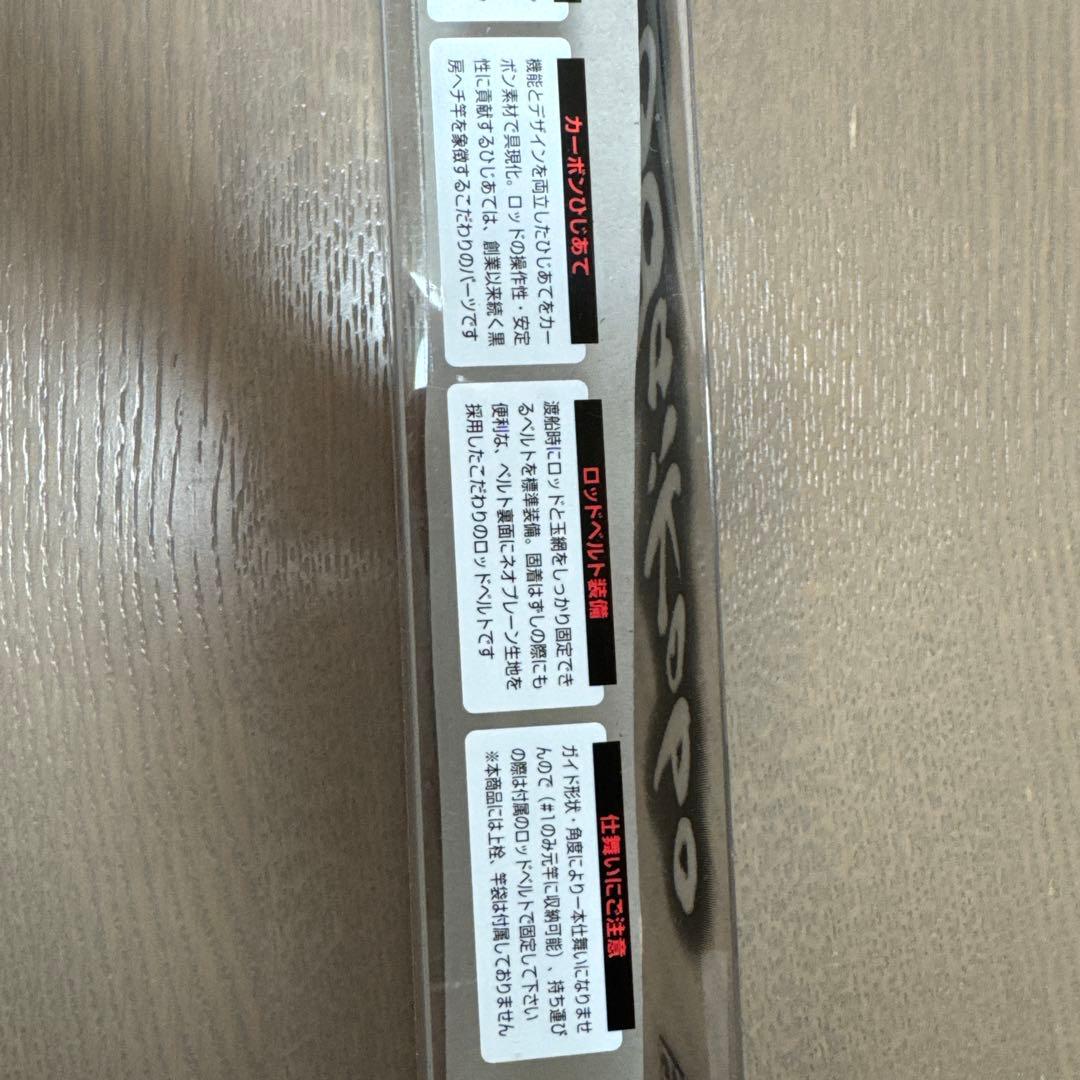 カーボンひじあて
機能とデザインを両立したひじあてをカー
ボン素材で具現化。ロッドの操作性・安定
性に貢献するひじあては、創業以来続く黒
房ヘチ竿を象徴するこだわりのパーツです
ロッドベルト装備
渡船時にロッドと玉網をしっかり固定でき
るベルトを標準装備。固着はずしの際にも
便利な、ベルト裏面にネオプレーン生地を
採用したこだわりのロッドベルトです
仕舞いにご注意
ガイド形状・角度により一本仕舞いになりませ
んので（#1のみ元竿に収納可能）、持ち運び
の際は付属のロッドベルトで固定して下さい
※本商品には上栓、竿袋は付属しておりません